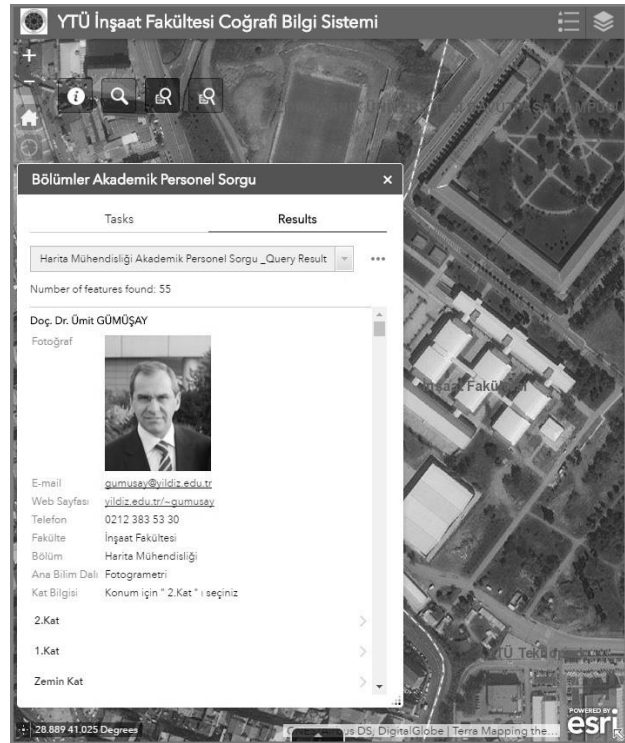 YTÜ İnşaat Fakültesi Coğrafi Bilgi Sistemi
Bölümler Akademik Personel Sorgu ×
Tasks Results
Harita Mühendisliği Akademik Personel Sorgu _Query Result
Number of features found: 55
Doç. Dr. Ümit GÜMÜŞAY
Fotoğraf
E-mail gumusay@yildiz.edu.tr
Web Sayfası yildiz.edu.tr/~gumusay
Telefon 0212 383 53 30
Fakülte İnşaat Fakültesi
Bölüm Harita Mühendisliği
Ana Bilim Dalı Fotogrametri
Kat Bilgisi Konum için " 2.Kat " ı seçiniz
2.Kat
1.Kat
Zemin Kat
İnşaat Fakültesi
YTÜ
28.889 41.025 Degrees
DS, DigitalGlobe | Terra Mapping the...
POWERED BY
esri